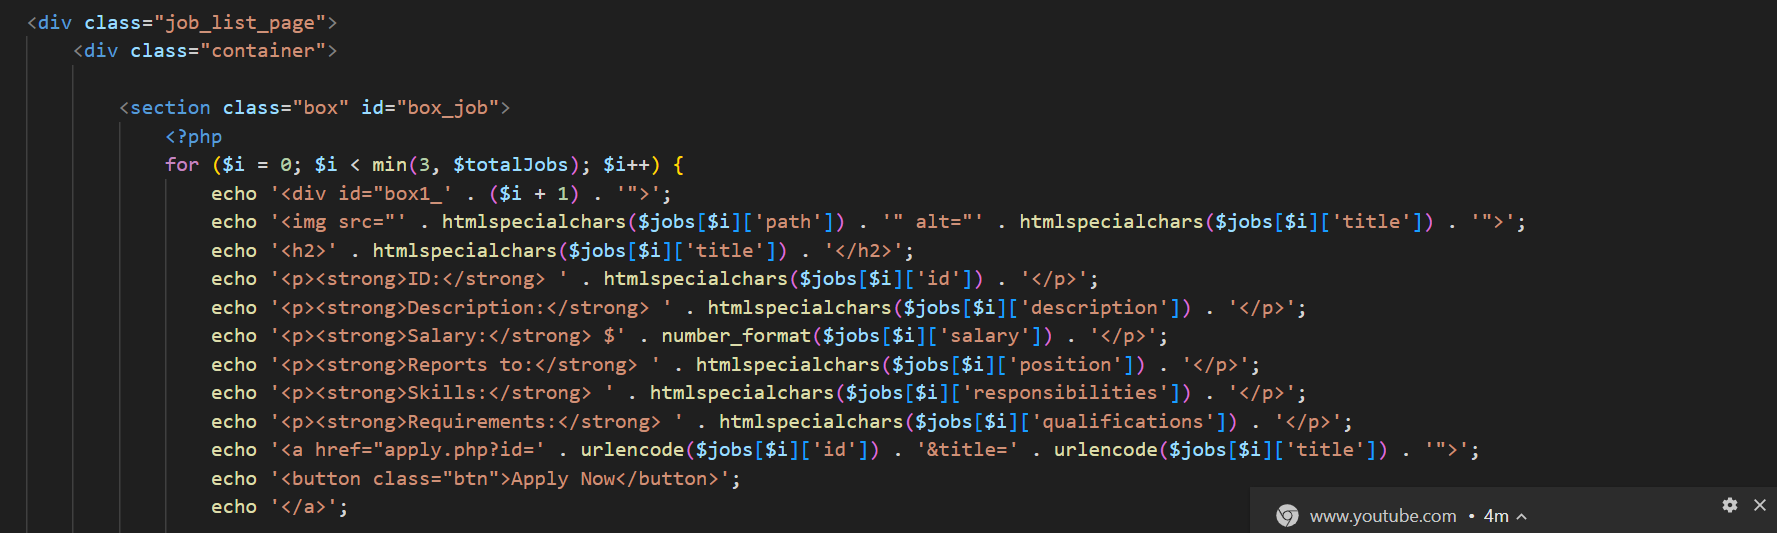 <div class="job_list_page">
<div class="container">
<section class="box" id="box_job">
<?php
for ($i = 0; $i < min(3, $totalJobs); $i++) {
echo '<div id="box1_' . ($i + 1) . '">';
echo '<img src="' . htmlspecialchars($jobs[$i]['path']) . '" alt="' . htmlspecialchars($jobs[$i]['title']) . '">';
echo '<h2>' . htmlspecialchars($jobs[$i]['title']) . '</h2>';
echo '<p><strong>ID:</strong> ' . htmlspecialchars($jobs[$i]['id']) . '</p>';
echo '<p><strong>Description:</strong> ' . htmlspecialchars($jobs[$i]['description']) . '</p>';
echo '<p><strong>Salary:</strong> $' . number_format($jobs[$i]['salary']) . '</p>';
echo '<p><strong>Reports to:</strong> ' . htmlspecialchars($jobs[$i]['position']) . '</p>';
echo '<p><strong>Skills:</strong> ' . htmlspecialchars($jobs[$i]['responsibilities']) . '</p>';
echo '<p><strong>Requirements:</strong> ' . htmlspecialchars($jobs[$i]['qualifications']) . '</p>';
echo '<a href="apply.php?id=' . urlencode($jobs[$i]['id']) . '&title=' . urlencode($jobs[$i]['title']) . '">';
echo '<button class="btn">Apply Now</button>';
echo '</a>';
www.youtube.com • 4m